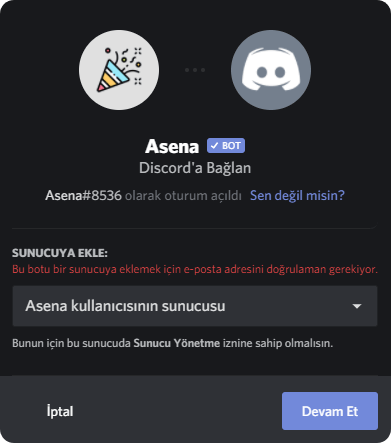 Asena ✓ BOT
Discord'a Bağlan
Asena#8536 olarak oturum açıldı Sen değil misin?
SUNUCUYA EKLE:
Bu botu bir sunucuya eklemek için e-posta adresini doğrulaman gerekiyor.
Asena kullanıcısının sunucusu
Bunun için bu sunucuda Sunucu Yönetme iznine sahip olmalısın.
İptal
Devam Et